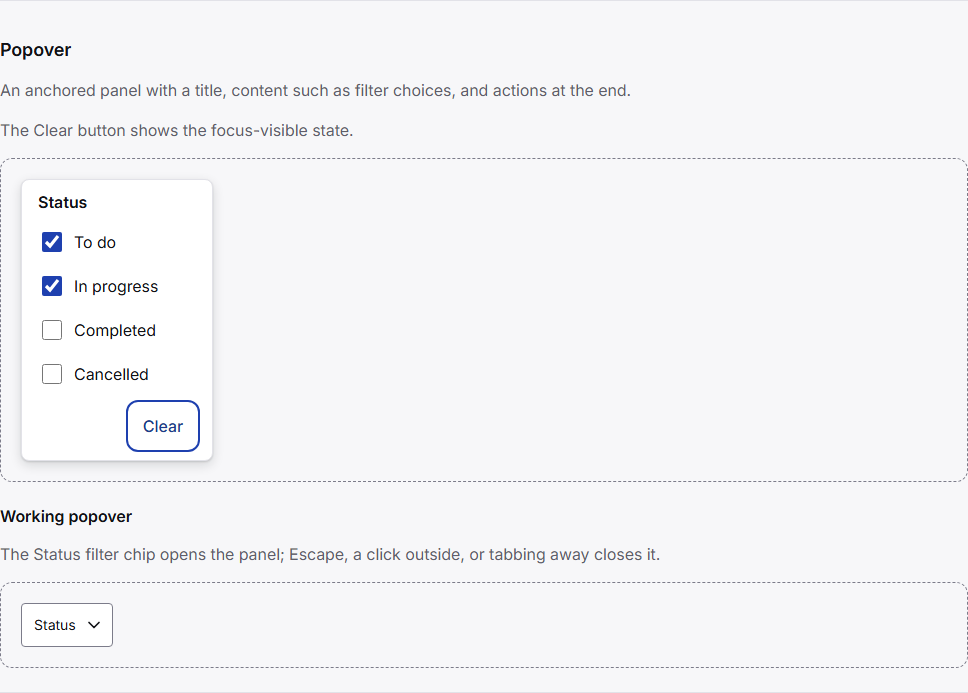 Popover
An anchored panel with a title, content such as filter choices, and actions at the end.
The Clear button shows the focus-visible state.
Status
To do
In progress
Completed
Cancelled
Clear
Working popover
The Status filter chip opens the panel; Escape, a click outside, or tabbing away closes it.
Status